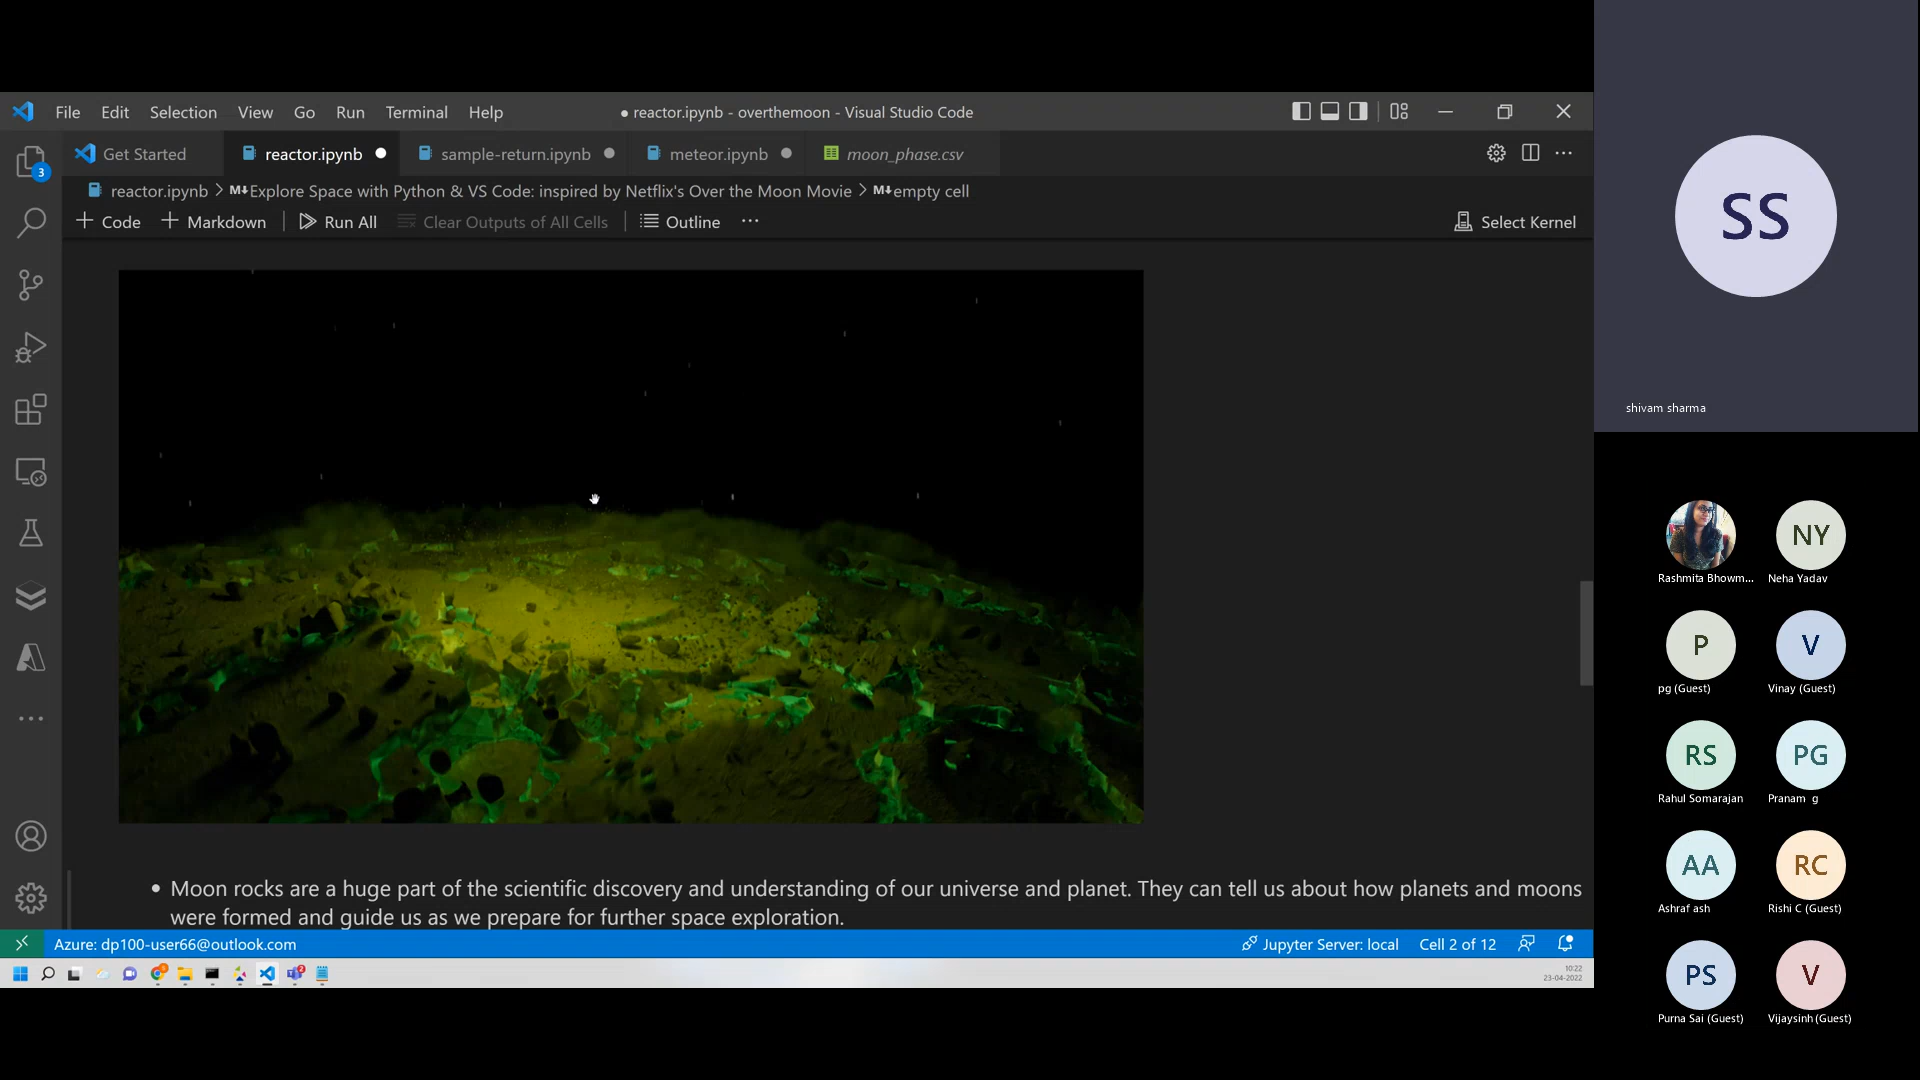 File Edit Selection View Go Run Terminal Help
● reactor.ipynb - overthemoon - Visual Studio Code
Get Started
reactor.ipynb
sample-return.ipynb
meteor.ipynb
moon_phase.csv
reactor.ipynb > M↓Explore Space with Python & VS Code: inspired by Netflix's Over the Moon Movie > M↓empty cell
+ Code + Markdown Run All Clear Outputs of All Cells Outline ··· Select Kernel
3
• Moon rocks are a huge part of the scientific discovery and understanding of our universe and planet. They can tell us about how planets and moons
were formed and guide us as we prepare for further space exploration.
Azure: dp100-user66@outlook.com
Jupyter Server: local Cell 2 of 12
10:22
23-04-2022
SS
shivam sharma
Rashmita Bhowm...
NY
Neha Yadav
P
pg (Guest)
V
Vinay (Guest)
RS
Rahul Somarajan
PG
Pranam g
AA
Ashraf ash
RC
Rishi C (Guest)
PS
Purna Sai (Guest)
V
Vijaysinh (Guest)